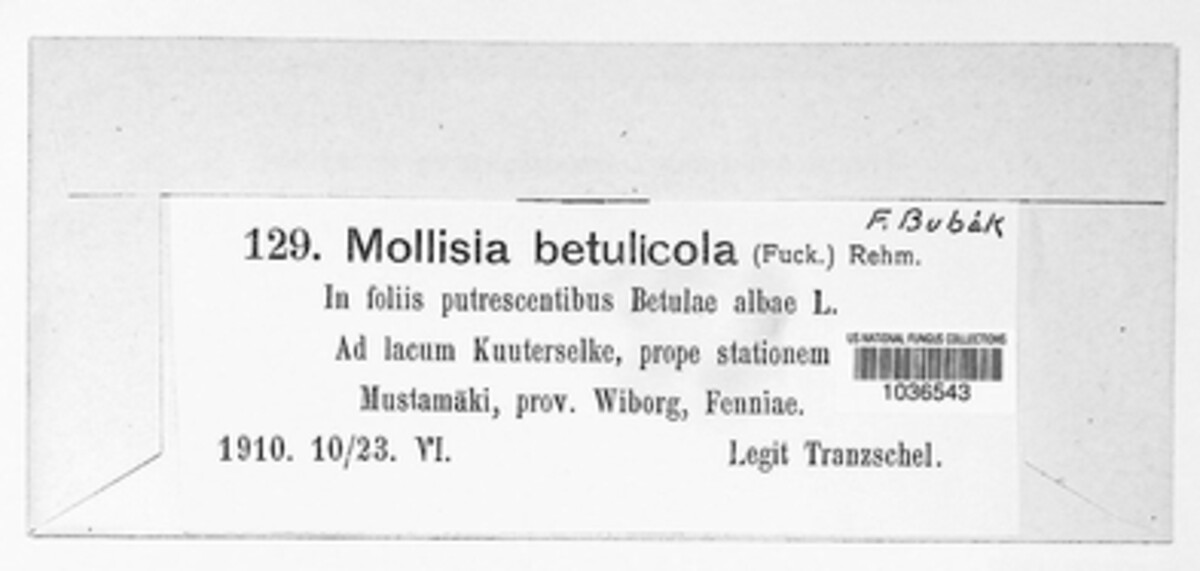 F. Bubák
129. Mollisia betulicola (Fuck.) Rehm.
In foliis putrescentibus Betulae albae L.
Ad lacum Kuuterselke, prope stationem
Mustamäki, prov. Wiborg, Fenniae.
1910. 10/23. VI.
Legit Tranzschel.
US NATIONAL FUNGUS COLLECTIONS
1036543